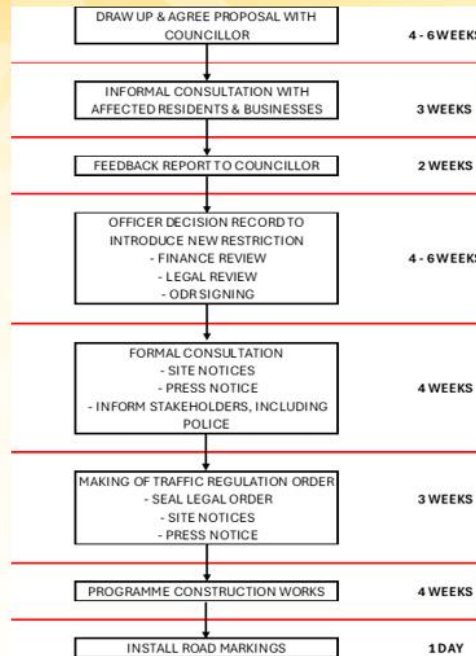 DRAW UP & AGREE PROPOSAL WITH
COUNCILLOR
4 - 6 WEEKS
INFORMAL CONSULTATION WITH
AFFECTED RESIDENTS & BUSINESSES
3 WEEKS
FEEDBACK REPORT TO COUNCILLOR
2 WEEKS
OFFICER DECISION RECORD TO
INTRODUCE NEW RESTRICTION
- FINANCE REVIEW
- LEGAL REVIEW
- ODR SIGNING
4 - 6 WEEKS
FORMAL CONSULTATION
- SITE NOTICES
- PRESS NOTICE
- INFORM STAKEHOLDERS, INCLUDING
POLICE
4 WEEKS
MAKING OF TRAFFIC REGULATION ORDER
- SEAL LEGAL ORDER
- SITE NOTICES
- PRESS NOTICE
3 WEEKS
PROGRAMME CONSTRUCTION WORKS
4 WEEKS
INSTALL ROAD MARKINGS
1 DAY